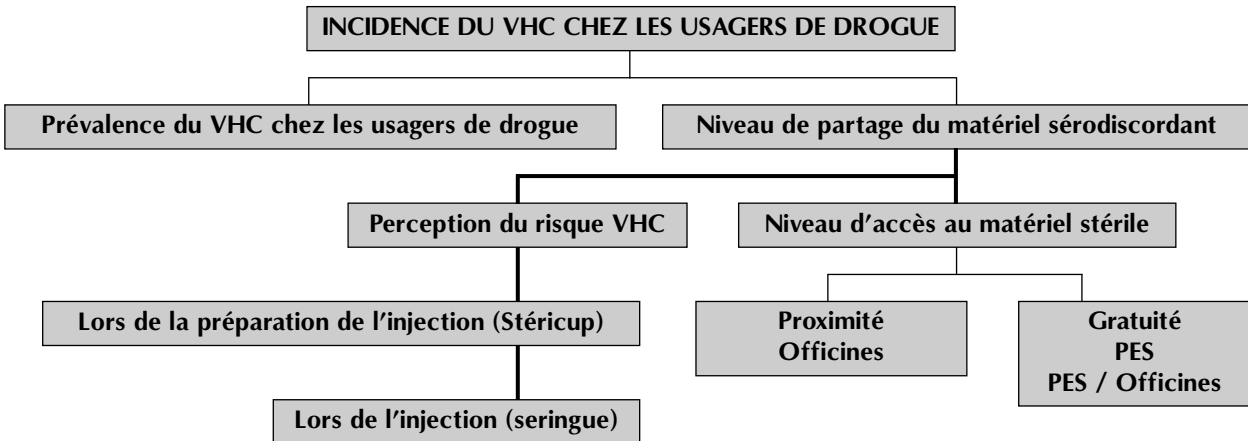 INCIDENCE DU VHC CHEZ LES USAGERS DE DROGUE
Prévalence du VHC chez les usagers de drogue
Niveau de partage du matériel sérodiscordant
Perception du risque VHC
Niveau d'accès au matériel stérile
Lors de la préparation de l'injection (Stéricup)
Proximité
Officines
Gratuité
PES
PES / Officines
Lors de l'injection (seringue)